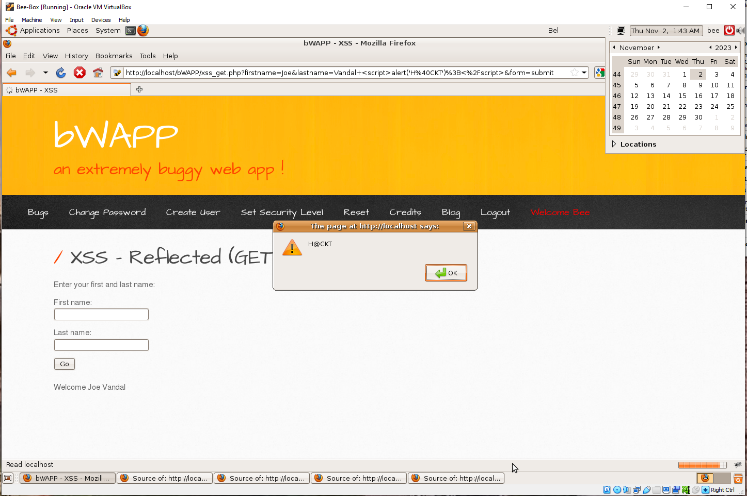 Bee-Box [Running] - Oracle VM VirtualBox
File Machine View Input Devices Help
Applications Places System Bel Thu Nov 2, 1:43 AM bee
bWAPP - XSS - Mozilla Firefox
File Edit View History Bookmarks Tools Help
http://localhost/bWAPP/xss_get.php?firstname=Joe&lastname=Vandal+<script>alert('H%40CKT')%3B<%2Fscript>&form=submit
bWAPP - XSS
November 2023
Sun Mon Tue Wed Thu Fri Sat
44 29 30 31 1 2 3 4
45 5 6 7 8 9 10 11
46 12 13 14 15 16 17 18
47 19 20 21 22 23 24 25
48 26 27 28 29 30 1 2
49 3 4 5 6 7 8 9
Locations
bWAPP
an extremely buggy web app !
Bugs Change Password Create User Set Security Level Reset Credits Blog Logout Welcome Bee
The page at http://localhost says:
H@CKT
OK
/ XSS - Reflected (GET
Enter your first and last name:
First name:
Last name:
Go
Welcome Joe Vandal
Read localhost
bWAPP - XSS - Mozil... Source of: http://loca... Source of: http://loca... Source of: http://loca... Source of: http://local...
Right Ctrl